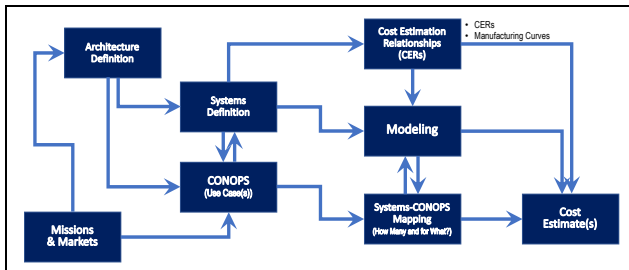 Architecture
Definition
Systems
Definition
CONOPS
(Use Case(s))
Missions
& Markets
Cost Estimation
Relationships
(CERs)
• CERs
• Manufacturing Curves
Modeling
Systems-CONOPS
Mapping
(How Many and for What?)
Cost
Estimate(s)